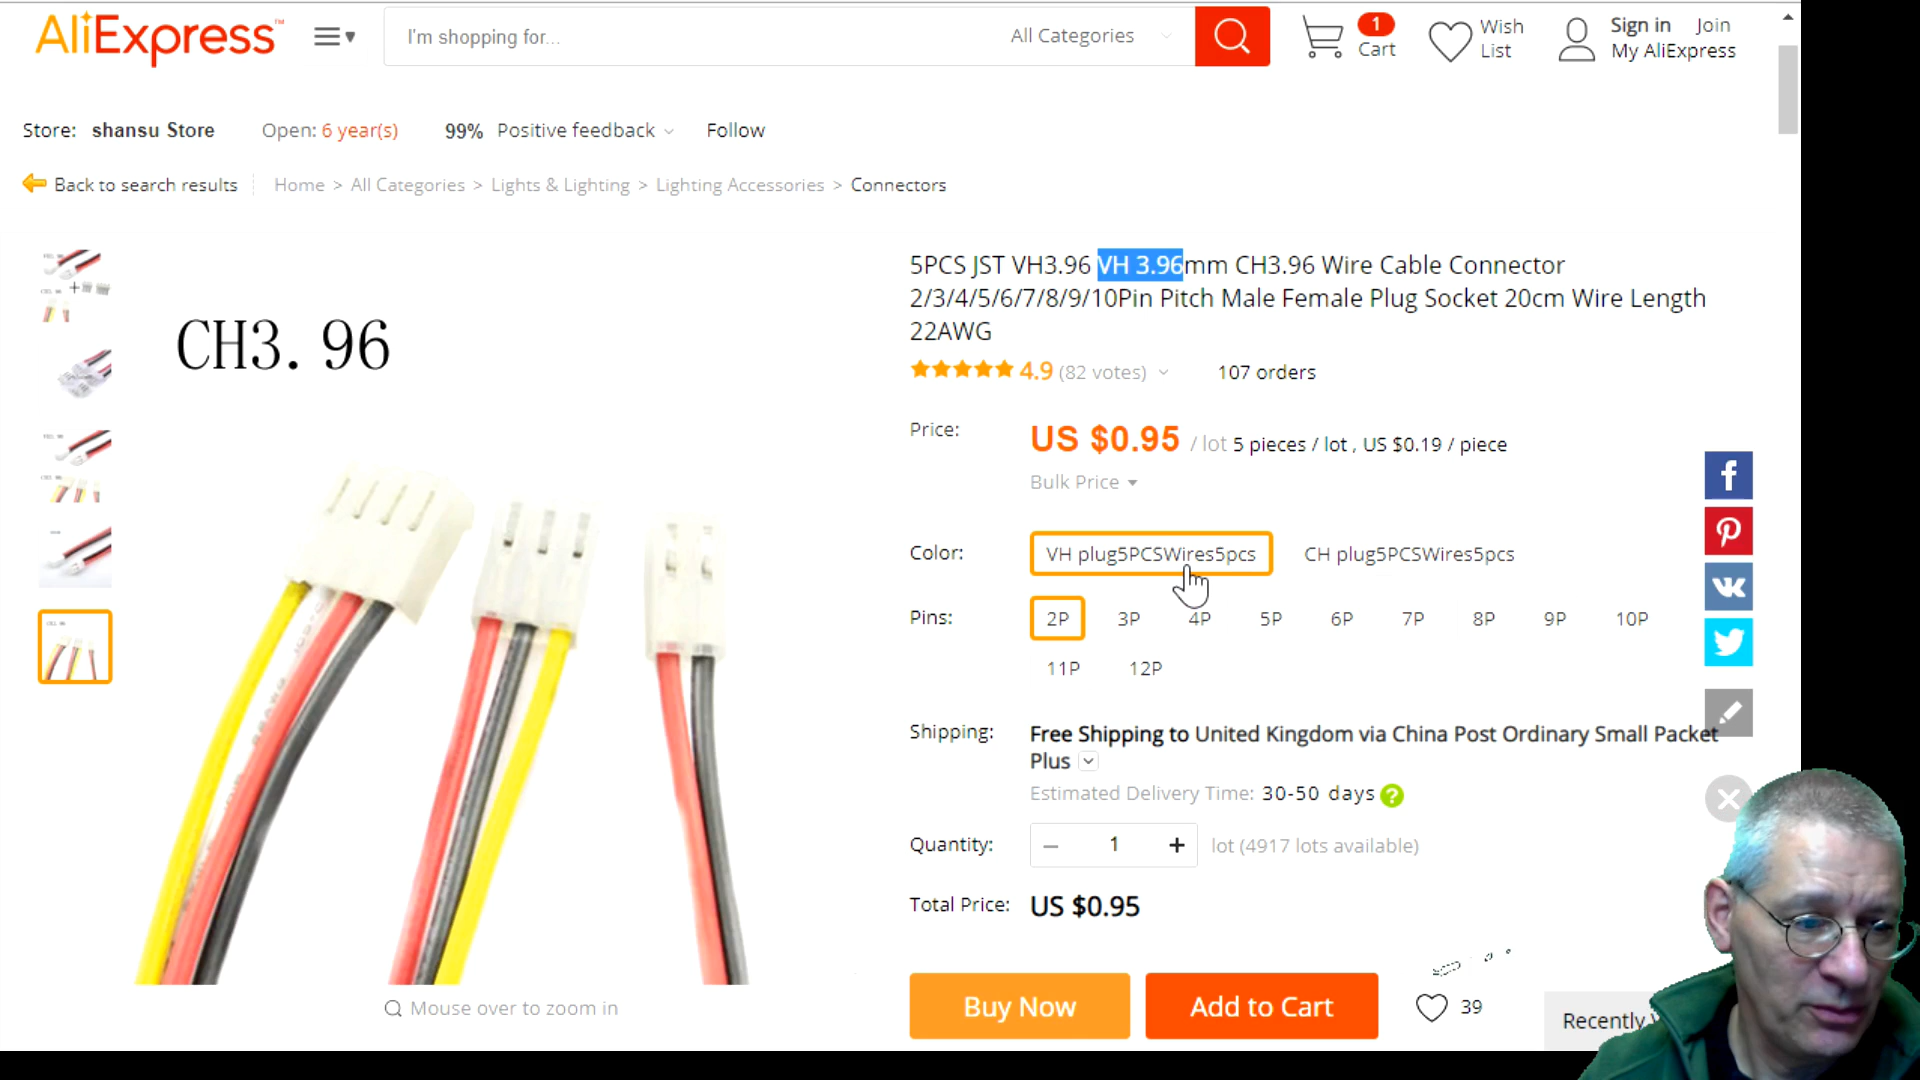 AliExpress™
I'm shopping for...
All Categories
1
Cart
Wish
List
Sign in Join
My AliExpress
Store: shansu Store
Open: 6 year(s)
99% Positive feedback
Follow
Back to search results
Home > All Categories > Lights & Lighting > Lighting Accessories > Connectors
CH3.96
Mouse over to zoom in
5PCS JST VH3.96 VH 3.96mm CH3.96 Wire Cable Connector
2/3/4/5/6/7/8/9/10Pin Pitch Male Female Plug Socket 20cm Wire Length
22AWG
4.9 (82 votes)
107 orders
Price:
US $0.95 / lot 5 pieces / lot , US $0.19 / piece
Bulk Price
Color:
VH plug5PCSWires5pcs
CH plug5PCSWires5pcs
Pins:
2P 3P 4P 5P 6P 7P 8P 9P 10P
11P 12P
Shipping:
Free Shipping to United Kingdom via China Post Ordinary Small Packet
Plus
Estimated Delivery Time: 30-50 days ?
Quantity:
− 1 + lot (4917 lots available)
Total Price: US $0.95
Buy Now
Add to Cart
39
Recently